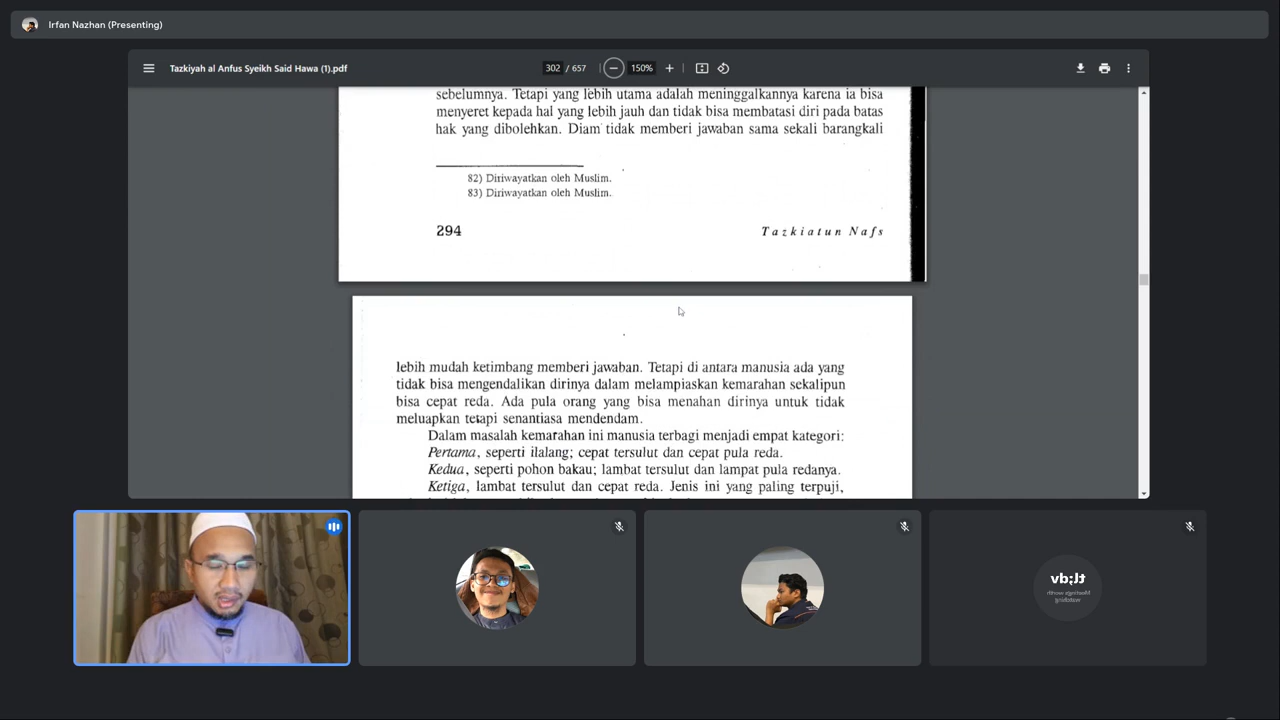 Irfan Nazhan (Presenting)
Tazkiyah al Anfus Syeikh Said Hawa (1).pdf
302 / 657
150%
sebelumnya. Tetapi yang lebih utama adalah meninggalkannya karena ia bisa
menyeret kepada hal yang lebih jauh dan tidak bisa membatasi diri pada batas
hak yang dibolehkan. Diam tidak memberi jawaban sama sekali barangkali
82) Diriwayatkan oleh Muslim.
83) Diriwayatkan oleh Muslim.
294
Tazkiatun Nafs
lebih mudah ketimbang memberi jawaban. Tetapi di antara manusia ada yang
tidak bisa mengendalikan dirinya dalam melampiaskan kemarahan sekalipun
bisa cepat reda. Ada pula orang yang bisa menahan dirinya untuk tidak
meluapkan tetapi senantiasa mendendam.
Dalam masalah kemarahan ini manusia terbagi menjadi empat kategori:
Pertama, seperti ilalang; cepat tersulut dan cepat pula reda.
Kedua, seperti pohon bakau; lambat tersulut dan lampat pula redanya.
Ketiga, lambat tersulut dan cepat reda. Jenis ini yang paling terpuji,
tl;dv
Meetings worth
watching